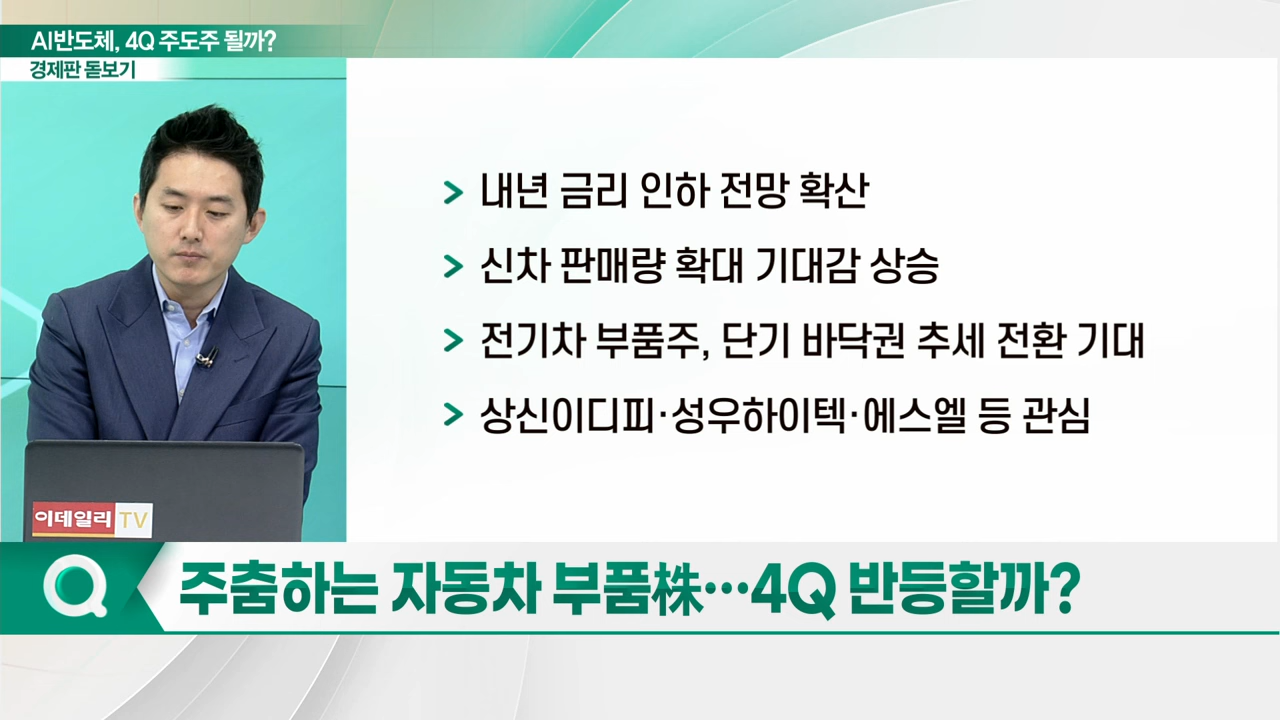 AI반도체, 4Q 주도주 될까?
경제판 돋보기
> 내년 금리 인하 전망 확산
> 신차 판매량 확대 기대감 상승
> 전기차 부품주, 단기 바닥권 추세 전환 기대
> 상신이디피·성우하이텍·에스엘 등 관심
이데일리 TV
Q 주춤하는 자동차 부품株…4Q 반등할까?